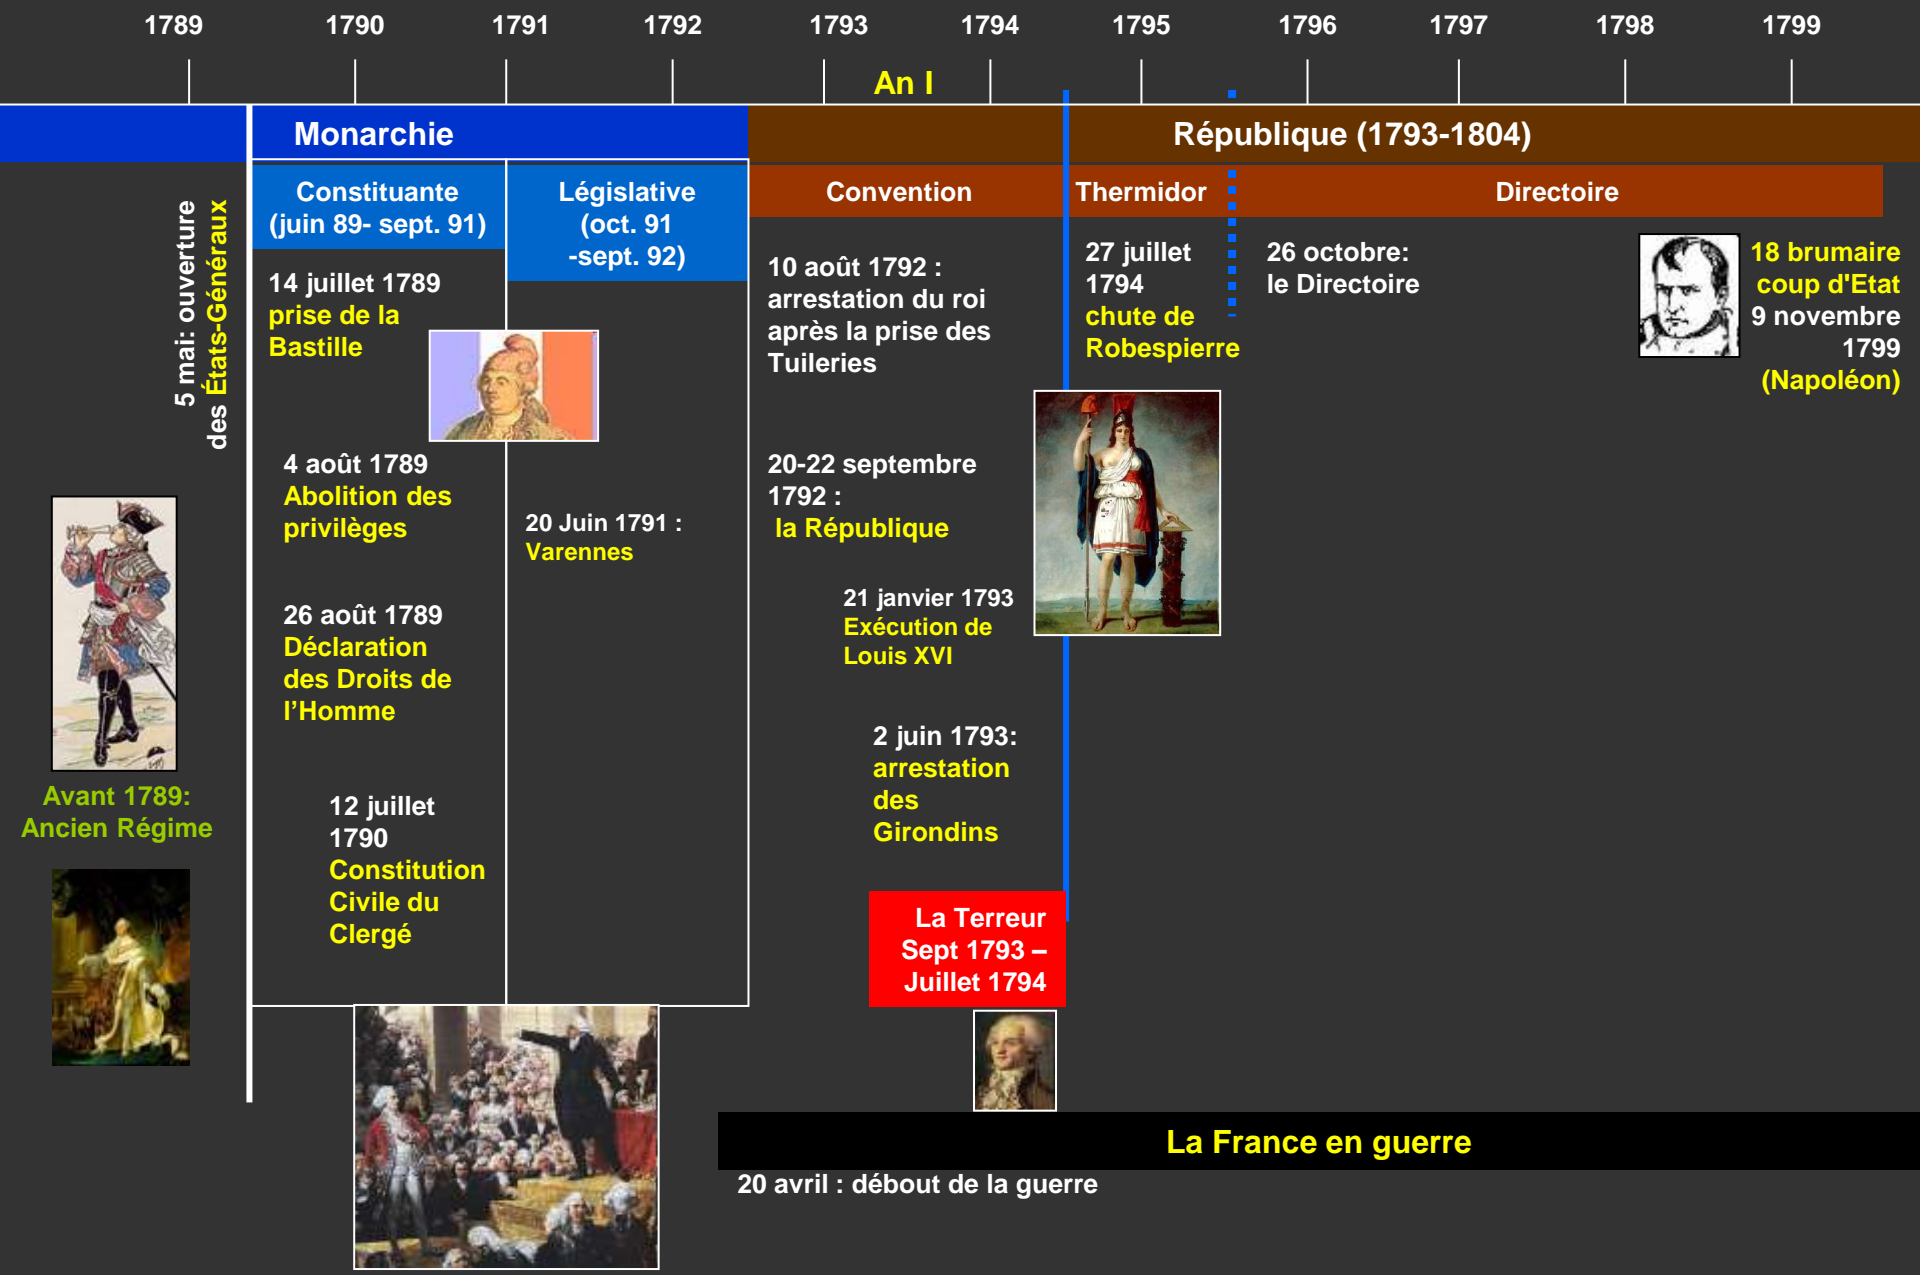 1789 1790 1791 1792 1793 1794 1795 1796 1797 1798 1799
An I
Monarchie
République (1793-1804)
Constituante
(juin 89- sept. 91)
Législative
(oct. 91
-sept. 92)
Convention
Thermidor
Directoire
5 mai: ouverture
des États-Généraux
14 juillet 1789
prise de la
Bastille
4 août 1789
Abolition des
privilèges
26 août 1789
Déclaration
des Droits de
l’Homme
12 juillet
1790
Constitution
Civile du
Clergé
20 Juin 1791 :
Varennes
10 août 1792 :
arrestation du roi
après la prise des
Tuileries
20-22 septembre
1792 :
la République
21 janvier 1793
Exécution de
Louis XVI
2 juin 1793:
arrestation
des
Girondins
La Terreur
Sept 1793 –
Juillet 1794
27 juillet
1794
chute de
Robespierre
26 octobre:
le Directoire
18 brumaire
coup d'Etat
9 novembre
1799
(Napoléon)
Avant 1789:
Ancien Régime
La France en guerre
20 avril : débout de la guerre